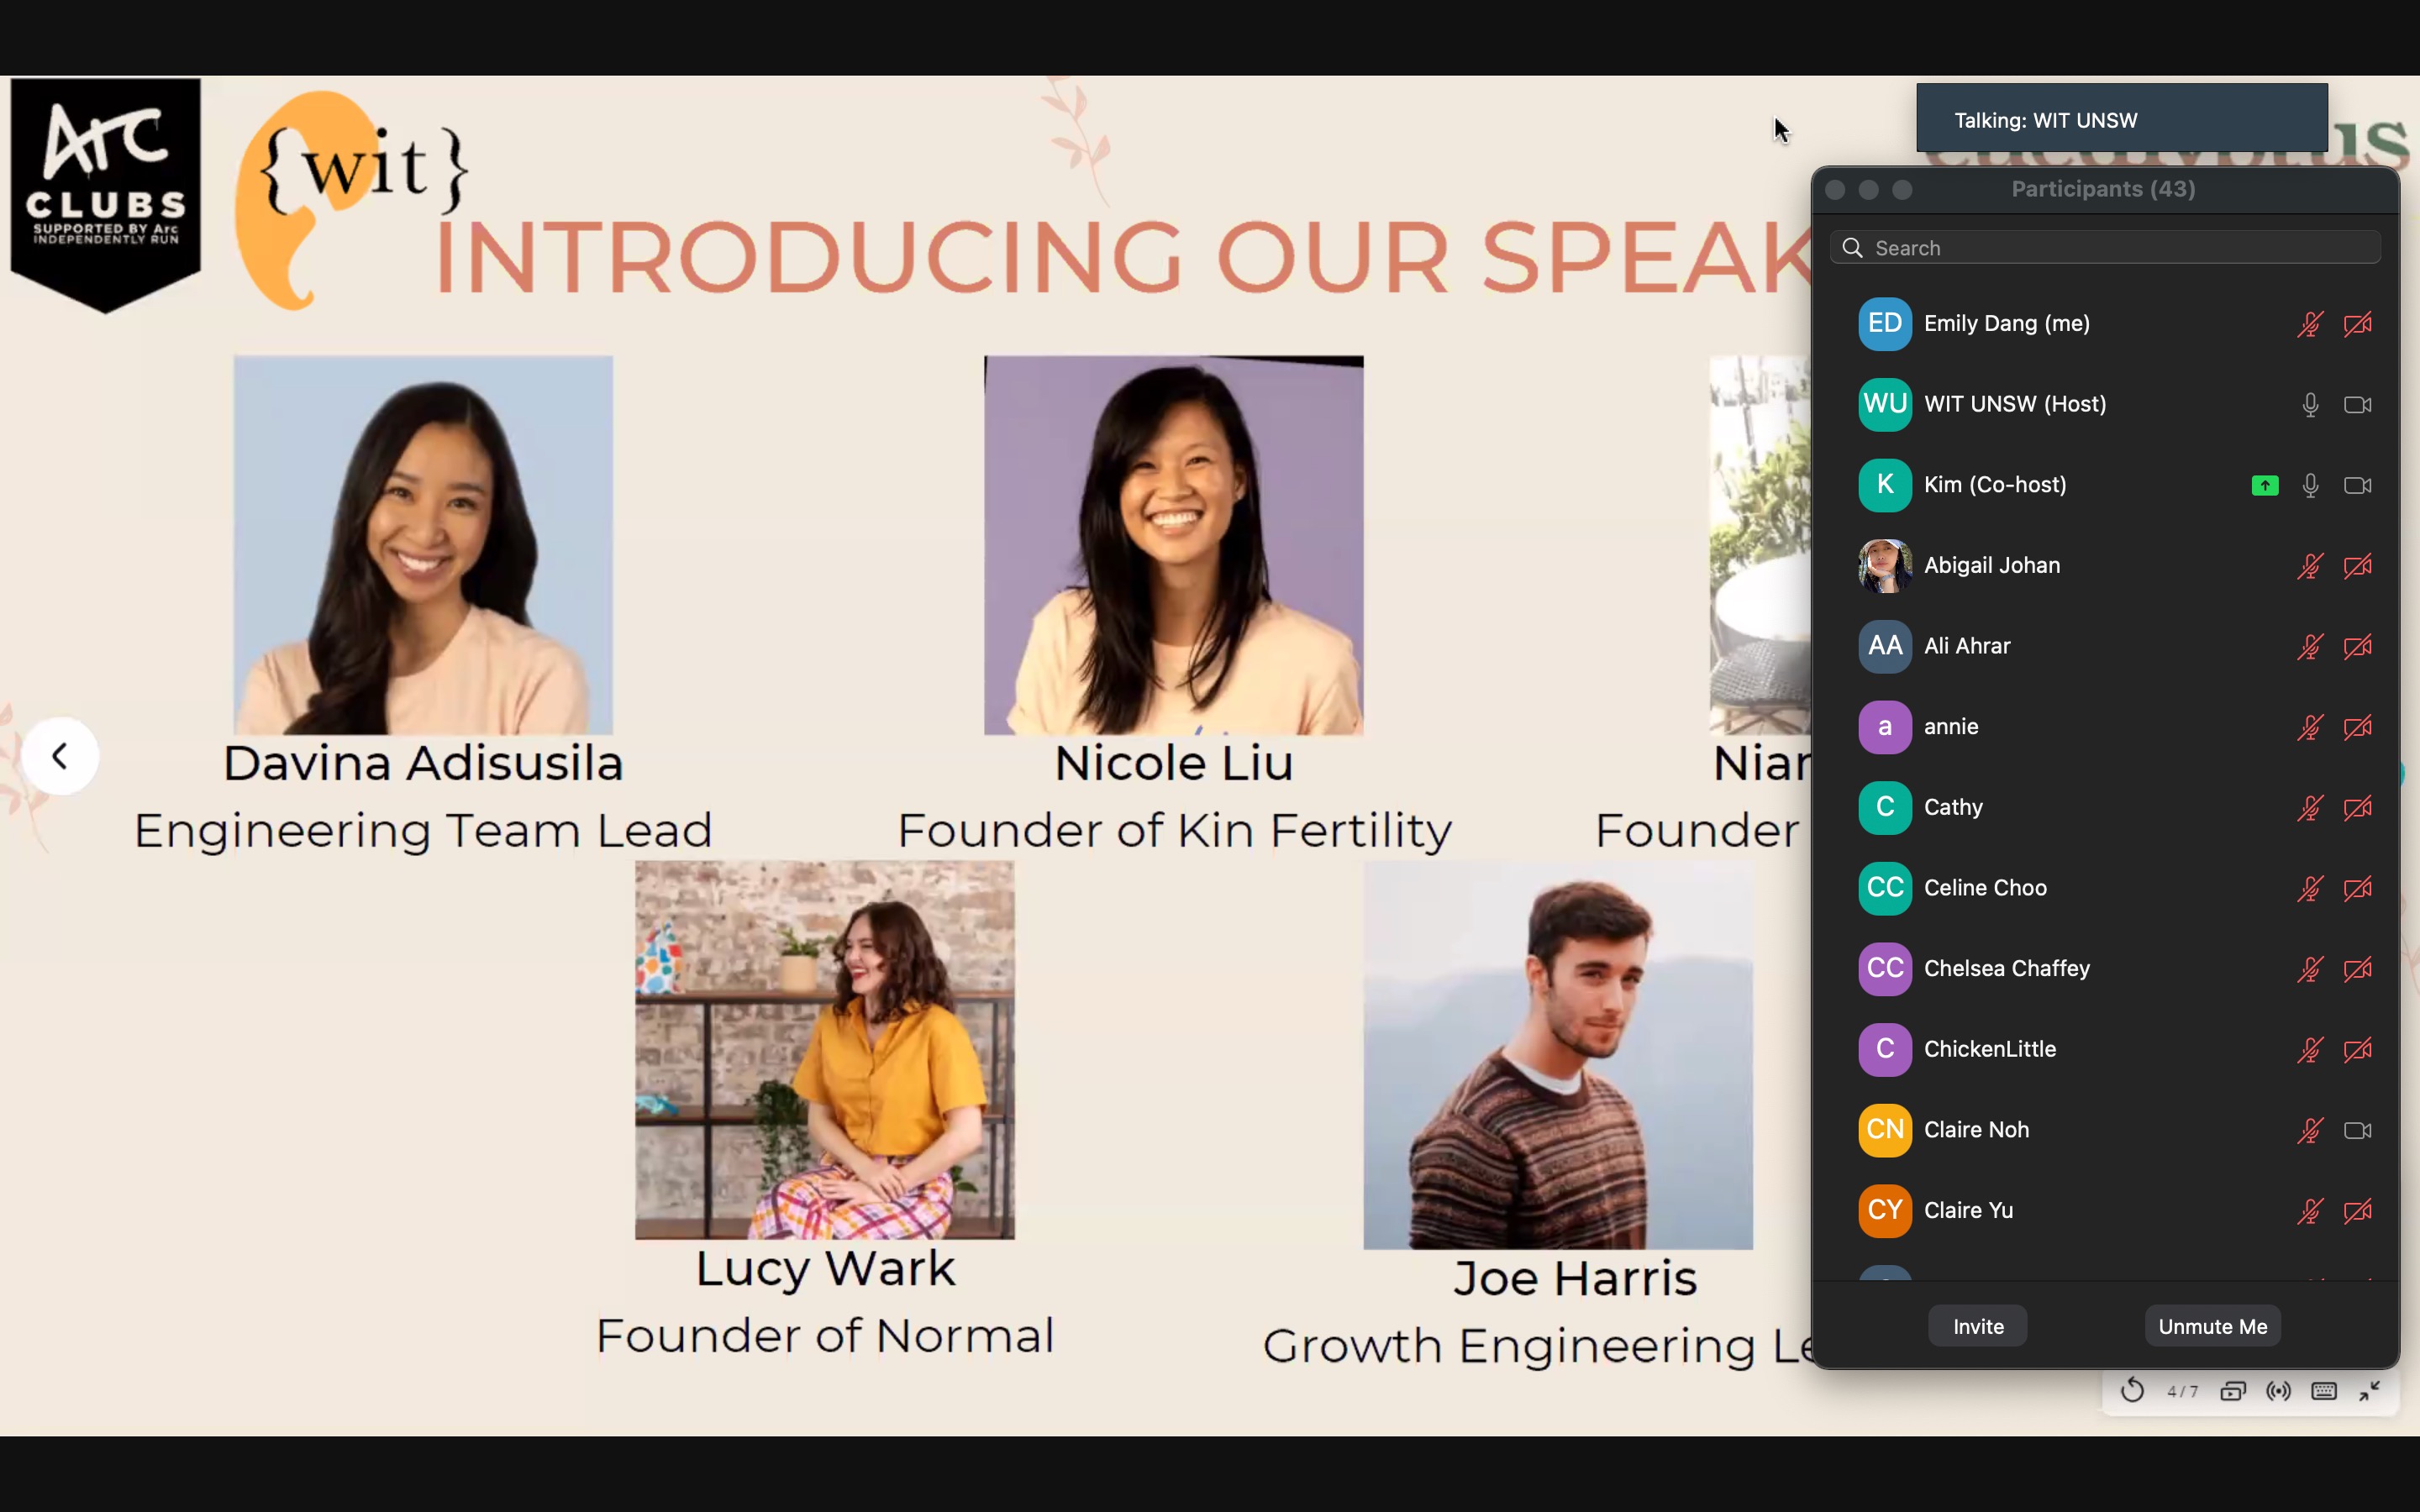 Arc
CLUBS
SUPPORTED BY Arc
INDEPENDENTLY RUN
{wit}
INTRODUCING OUR SPEAK
Davina Adisusila
Engineering Team Lead
Nicole Liu
Founder of Kin Fertility
Founder
Lucy Wark
Founder of Normal
Joe Harris
Growth Engineering Le
Talking: WIT UNSW
Participants (43)
Search
ED Emily Dang (me)
WU WIT UNSW (Host)
K Kim (Co-host)
Abigail Johan
AA Ali Ahrar
a annie
C Cathy
CC Celine Choo
CC Chelsea Chaffey
C ChickenLittle
CN Claire Noh
CY Claire Yu
Invite Unmute Me
4 / 7